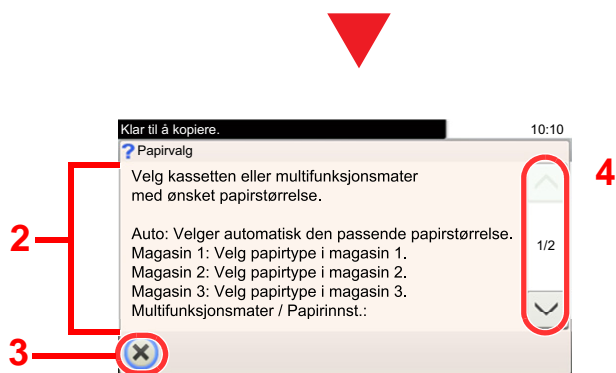 Klar til å kopiere. 10:10
? Papirvalg
Velg kassetten eller multifunksjonsmater
med ønsket papirstørrelse.
Auto: Velger automatisk den passende papirstørrelse.
Magasin 1: Velg papirtype i magasin 1.
Magasin 2: Velg papirtype i magasin 2.
Magasin 3: Velg papirtype i magasin 3.
Multifunksjonsmater / Papirinnst.:
1/2
2
3
4